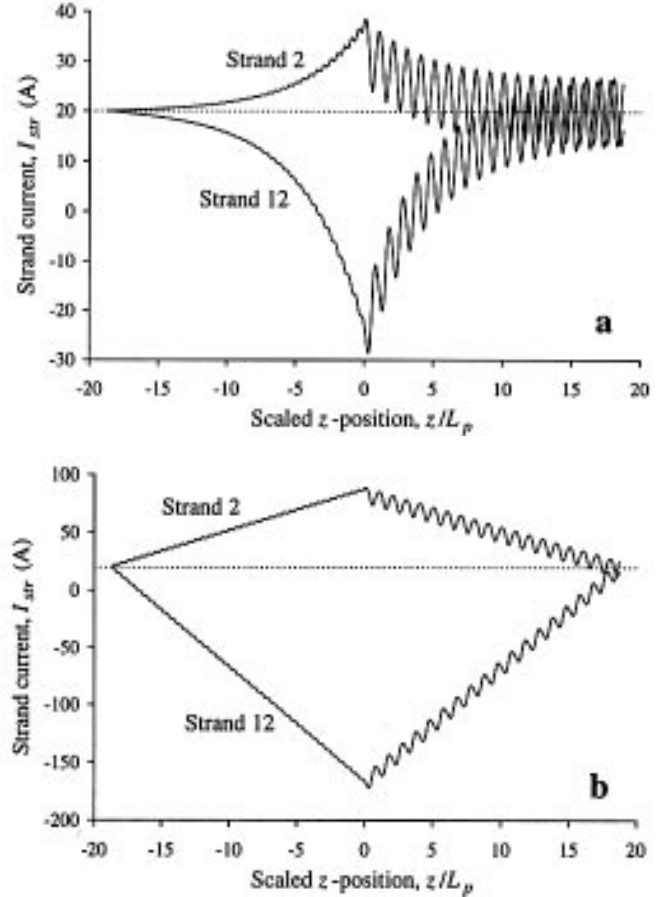 40
30
20
10
0
-10
-20
-30
Strand current, I_str (A)
Strand 2
Strand 12
a
-20 -15 -10 -5 0 5 10 15 20
Scaled z-position, z/L_p
100
50
0
-50
-100
-150
-200
Strand current, I_str (A)
Strand 2
Strand 12
b
-20 -15 -10 -5 0 5 10 15 20
Scaled z-position, z/L_p